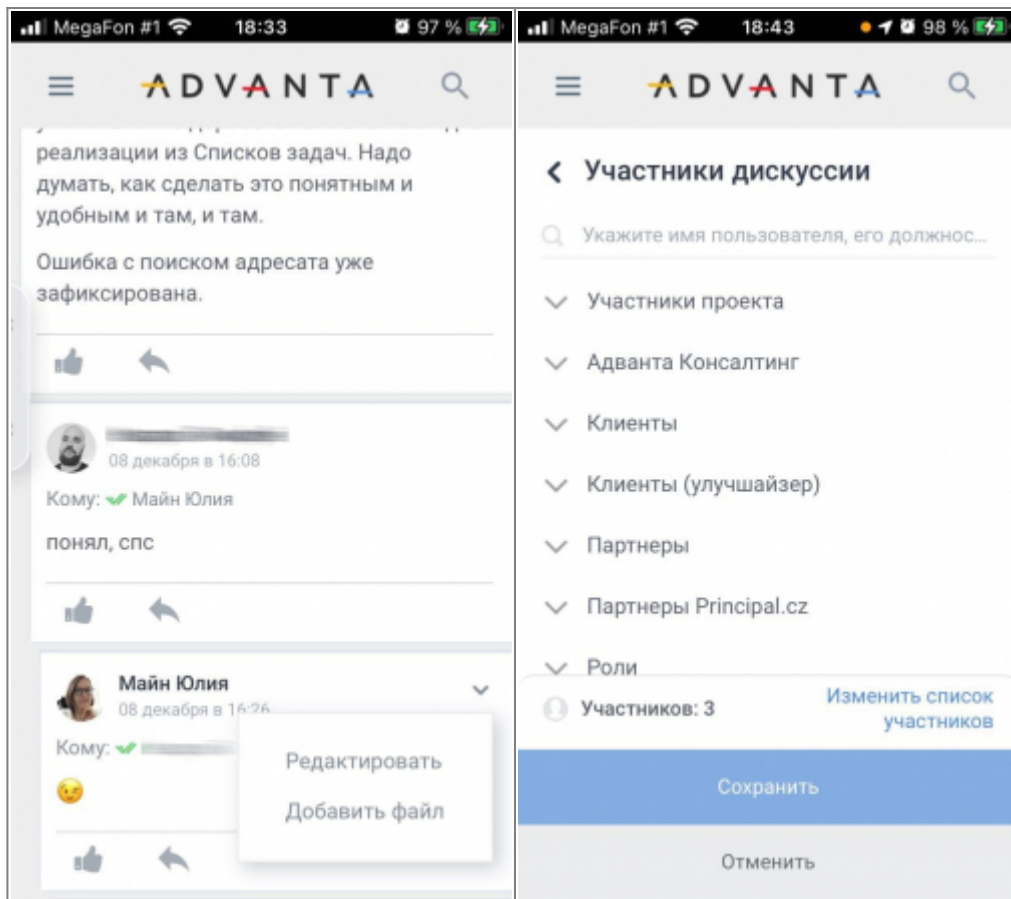 MegaFon #1 18:33 97 %
ADVANTA
реализации из Списков задач. Надо
думать, как сделать это понятным и
удобным и там, и там.
Ошибка с поиском адресата уже
зафиксирована.
08 декабря в 16:08
Кому: Майн Юлия
понял, спс
Майн Юлия
08 декабря в 16:26
Кому:
Редактировать
Добавить файл
MegaFon #1 18:43 98 %
ADVANTA
Участники дискуссии
Укажите имя пользователя, его должнос...
Участники проекта
Адванта Консалтинг
Клиенты
Клиенты (улучшайзер)
Партнеры
Партнеры Principal.cz
Роли
Участников: 3
Изменить список
участников
Сохранить
Отменить